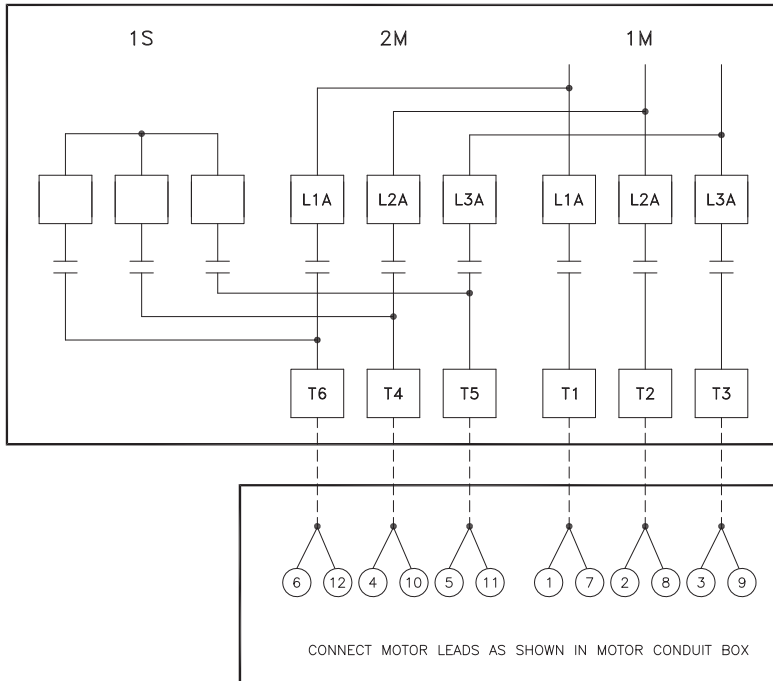 1S 2M 1M
L1A L2A L3A L1A L2A L3A
T6 T4 T5 T1 T2 T3
6 12 4 10 5 11 1 7 2 8 3 9
CONNECT MOTOR LEADS AS SHOWN IN MOTOR CONDUIT BOX